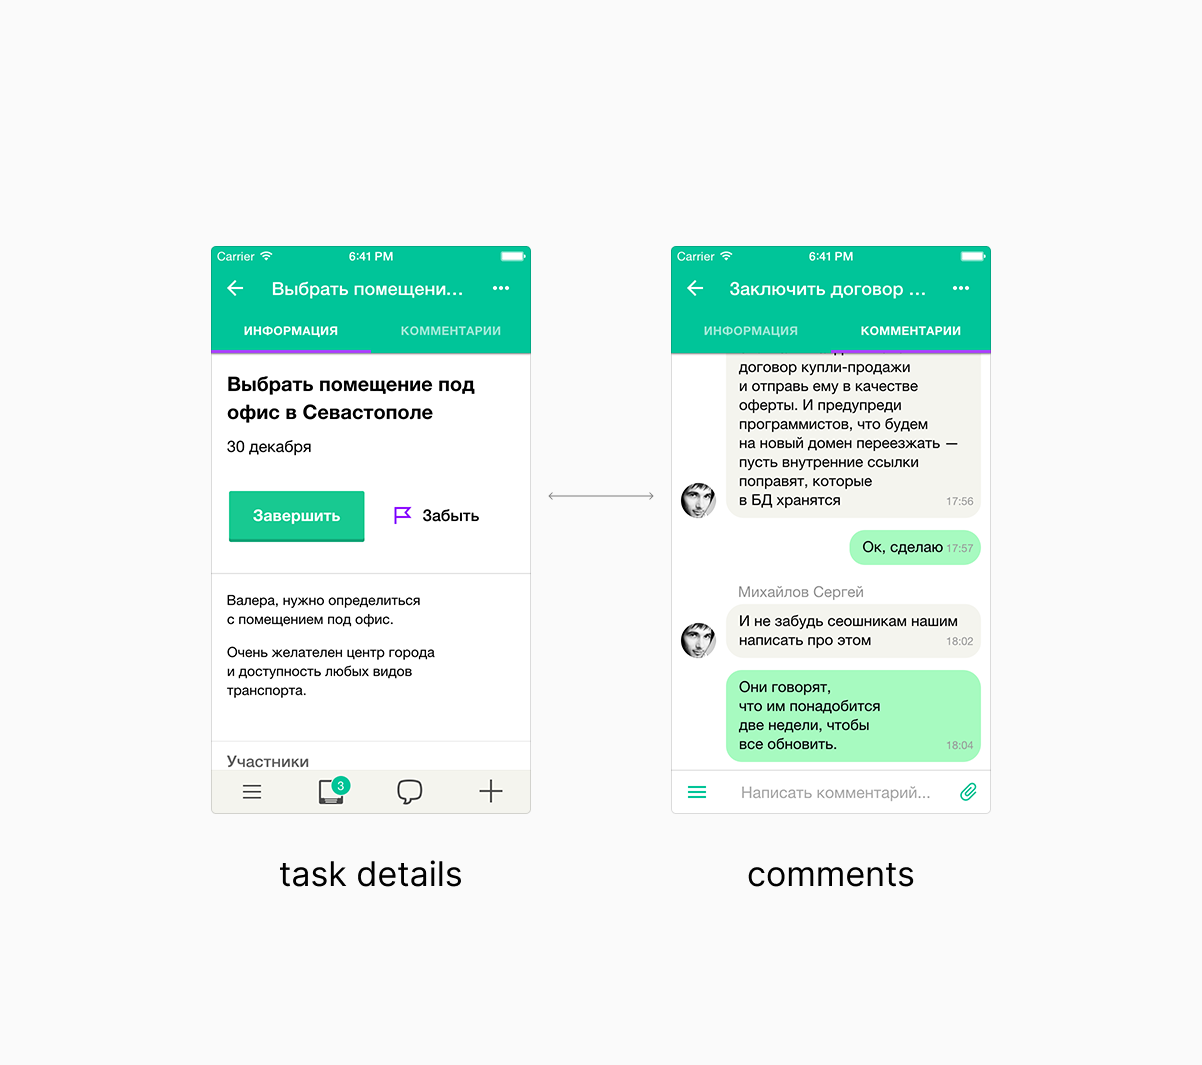 Carrier 6:41 PM
Выбрать помещени...
ИНФОРМАЦИЯ КОММЕНТАРИИ
Выбрать помещение под
офис в Севастополе
30 декабря
Завершить Забыть
Валера, нужно определиться
с помещением под офис.
Очень желателен центр города
и доступность любых видов
транспорта.
Участники
3
task details
Carrier 6:41 PM
Заключить договор ...
ИНФОРМАЦИЯ КОММЕНТАРИИ
договор купли-продажи
и отправь ему в качестве
оферты. И предупреди
программистов, что будем
на новый домен переезжать —
пусть внутренние ссылки
поправят, которые
в БД хранятся 17:56
Ок, сделаю 17:57
Михайлов Сергей
И не забудь сеошникам нашим
написать про этом 18:02
Они говорят,
что им понадобится
две недели, чтобы
все обновить. 18:04
Написать комментарий...
comments